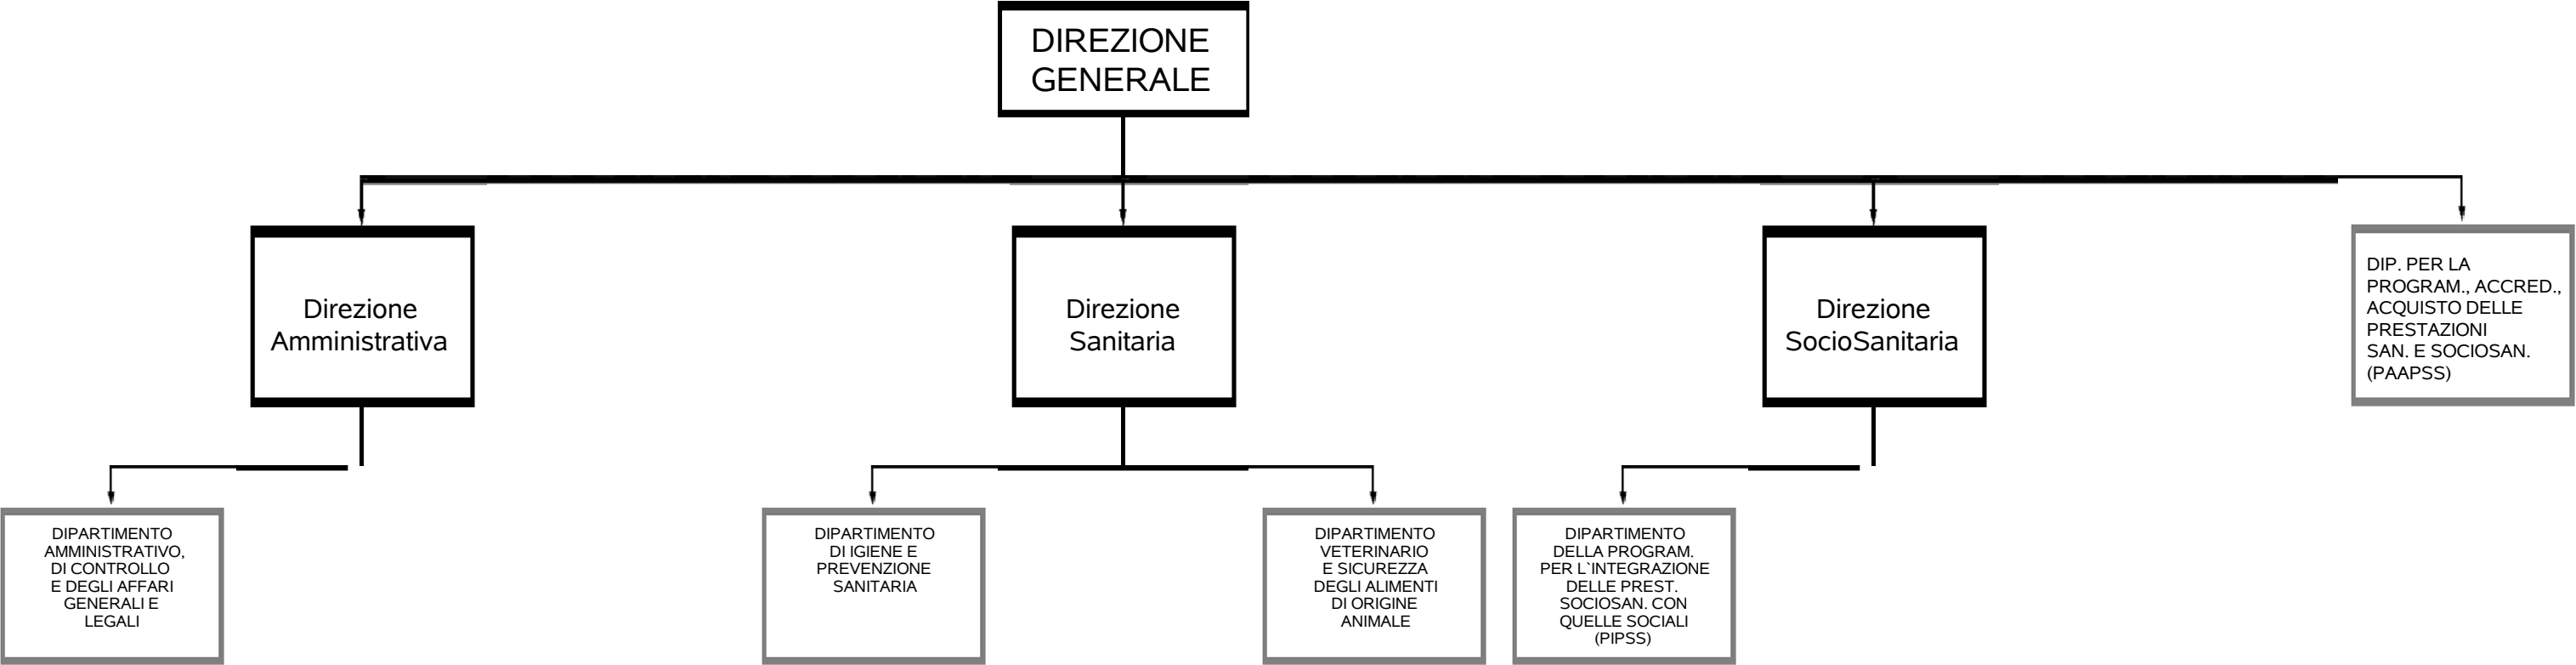 DIREZIONE
GENERALE
Direzione
Amministrativa
Direzione
Sanitaria
Direzione
SocioSanitaria
DIP. PER LA
PROGRAM., ACCRED.,
ACQUISTO DELLE
PRESTAZIONI
SAN. E SOCIOSAN.
(PAAPSS)
DIPARTIMENTO
AMMINISTRATIVO,
DI CONTROLLO
E DEGLI AFFARI
GENERALI E
LEGALI
DIPARTIMENTO
DI IGIENE E
PREVENZIONE
SANITARIA
DIPARTIMENTO
VETERINARIO
E SICUREZZA
DEGLI ALIMENTI
DI ORIGINE
ANIMALE
DIPARTIMENTO
DELLA PROGRAM.
PER L`INTEGRAZIONE
DELLE PREST.
SOCIOSAN. CON
QUELLE SOCIALI
(PIPSS)